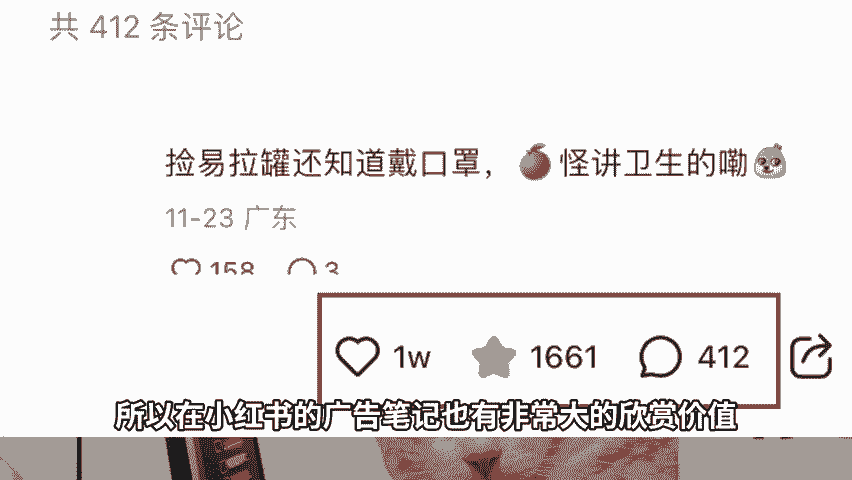 共 412 条评论
捡易拉罐还知道戴口罩，🍎怪讲卫生的嘞
11-23 广东
158 3
1w 1661 412
所以在小红书的广告笔记也有非常大的欣赏价值